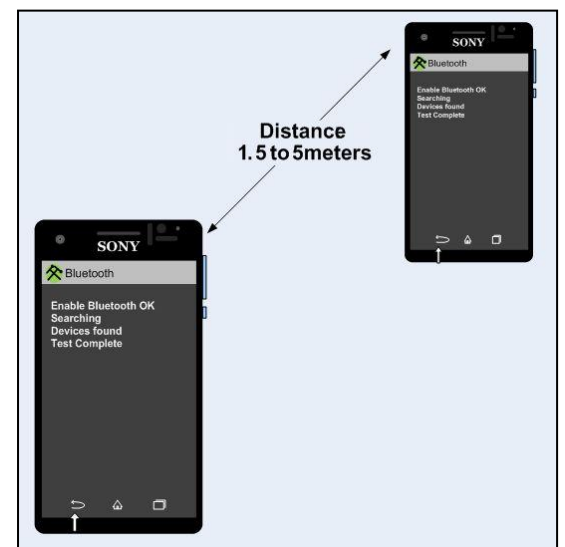 SONY
Bluetooth
Enable Bluetooth OK
Searching
Devices found
Test Complete
Distance
1. 5 to 5meters
SONY
Bluetooth
Enable Bluetooth OK
Searching
Devices found
Test Complete